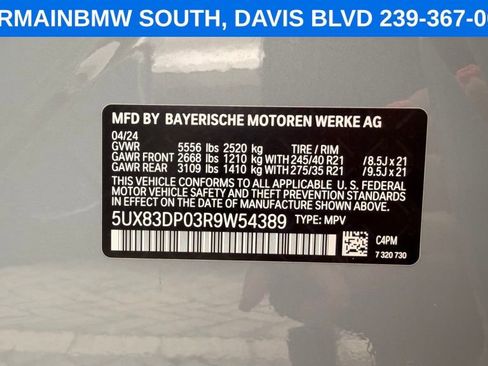 RMAINBMW SOUTH, DAVIS BLVD 239-367-0
MFD BY BAYERISCHE MOTOREN WERKE AG
04/24
GVWR 5556 lbs 2520 kg TIRE / RIM
GAWR FRONT 2668 lbs 1210 kg WITH 245/40 R21 / 8.5J x 21
GAWR REAR 3109 lbs 1410 kg WITH 275/35 R21 / 9.5J x 21
THIS VEHICLE CONFORMS TO ALL APPLICABLE U. S. FEDERAL
MOTOR VEHICLE SAFETY AND THEFT PREVENTION STANDARDS IN
EFFECT ON THE DATE OF MANUFACTURE SHOWN ABOVE.
5UX83DP03R9W54389 TYPE: MPV
C4PM
7 320 730